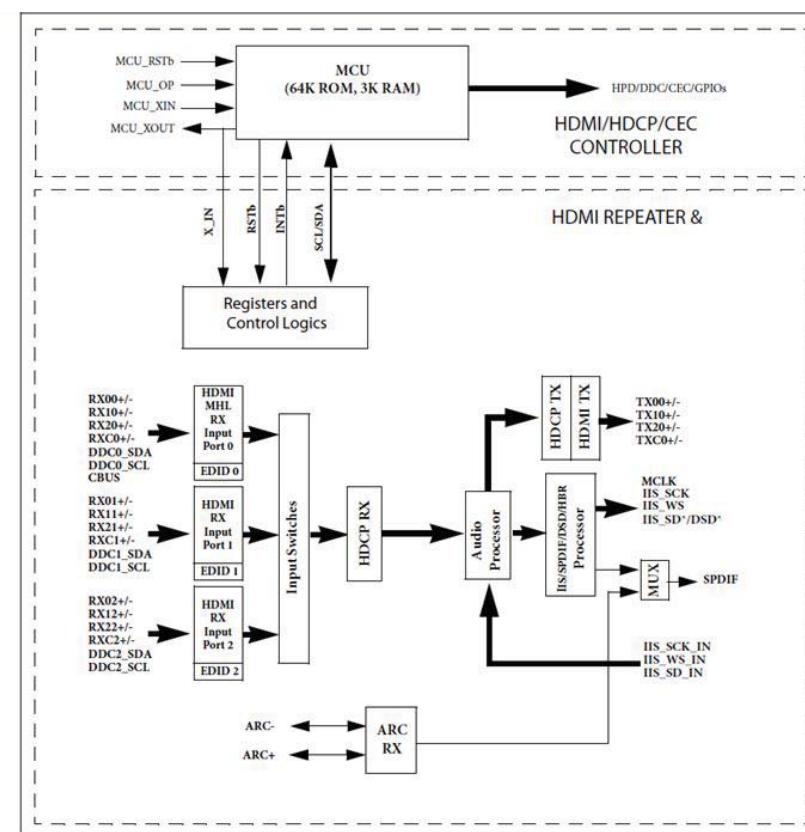 MCU_RSTb
MCU_OP
MCU_XIN
MCU_XOUT
MCU
(64K ROM, 3K RAM)
HPD/DDC/CEC/GPIOs
HDMI/HDCP/CEC
CONTROLLER
HDMI REPEATER &
X_IN
RSTb
INTb
SCL/SDA
Registers and
Control Logics
RX00+/-
RX10+/-
RX20+/-
RXC0+/-
DDC0_SDA
DDC0_SCL
CBUS
HDMI
MHL
RX
Input
Port 0
EDID 0
RX01+/-
RX11+/-
RX21+/-
RXC1+/-
DDC1_SDA
DDC1_SCL
HDMI
RX
Input
Port 1
EDID 1
RX02+/-
RX12+/-
RX22+/-
RXC2+/-
DDC2_SDA
DDC2_SCL
HDMI
RX
Input
Port 2
EDID 2
Input Switches
HDCP RX
Audio
Processor
HDCP TX
HDMI TX
TX00+/-
TX10+/-
TX20+/-
TXC0+/-
IIS/SPDIF/DSD/HBR
Processor
MCLK
IIS_SCK
IIS_WS
IIS_SD*/DSD*
MUX
SPDIF
IIS_SCK_IN
IIS_WS_IN
IIS_SD_IN
ARC-
ARC+
ARC
RX